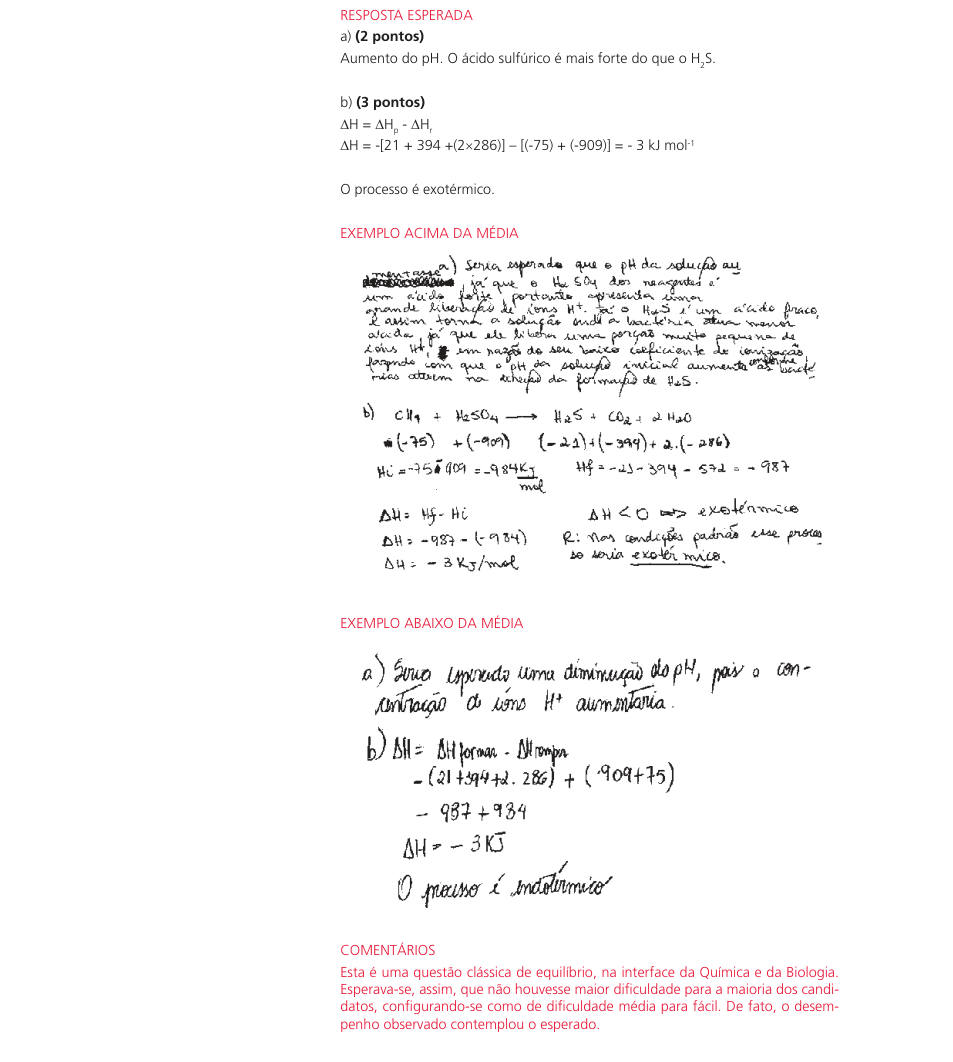 RESPOSTA ESPERADA
a) (2 pontos)
Aumento do pH. O ácido sulfúrico é mais forte do que o H₂S.
b) (3 pontos)
ΔH = ΔHₚ - ΔHᵣ
ΔH = -[21 + 394 +(2×286)] – [(-75) + (-909)] = - 3 kJ mol⁻¹
O processo é exotérmico.
EXEMPLO ACIMA DA MÉDIA
a) Seria esperado que o pH da solução au
mentasse, já que o H₂SO₄ dos reagentes é
um ácido forte, portanto apresenta uma
grande liberação de íons H⁺. Já o H₂S é um ácido fraco,
e assim torna a solução onde a bactéria atua menos
ácida, já que ele libera uma porção muito pequena de
íons H⁺, em razão do seu baixo coeficiente de ionização,
fazendo com que o pH da solução inicial aumente conforme as bacté
rias atuem na direção da formação de H₂S.
b) CH₄ + H₂SO₄ ⟶ H₂S + CO₂ + 2 H₂O
(-75) + (-909) (-21)+(-394)+ 2.(-286)
Hi = -75 - 909 = -984 KJ/mol Hf = -21 - 394 - 572 = - 987
ΔH = Hf - Hi ΔH < 0 => exotérmico
ΔH = -987 - (-984) R: Nas condições padrão esse proces
ΔH = - 3 KJ/mol so seria exotérmico.
EXEMPLO ABAIXO DA MÉDIA
a) Seria esperado uma diminuição do pH, pois a con-
centração de íons H⁺ aumentaria.
b) ΔH = ΔH formar - ΔH romper
- (21+394+2. 286) + (909+75)
- 987 + 984
ΔH = - 3 KJ
O processo é endotérmico
COMENTÁRIOS
Esta é uma questão clássica de equilíbrio, na interface da Química e da Biologia.
Esperava-se, assim, que não houvesse maior dificuldade para a maioria dos candi-
datos, configurando-se como de dificuldade média para fácil. De fato, o desem-
penho observado contemplou o esperado.